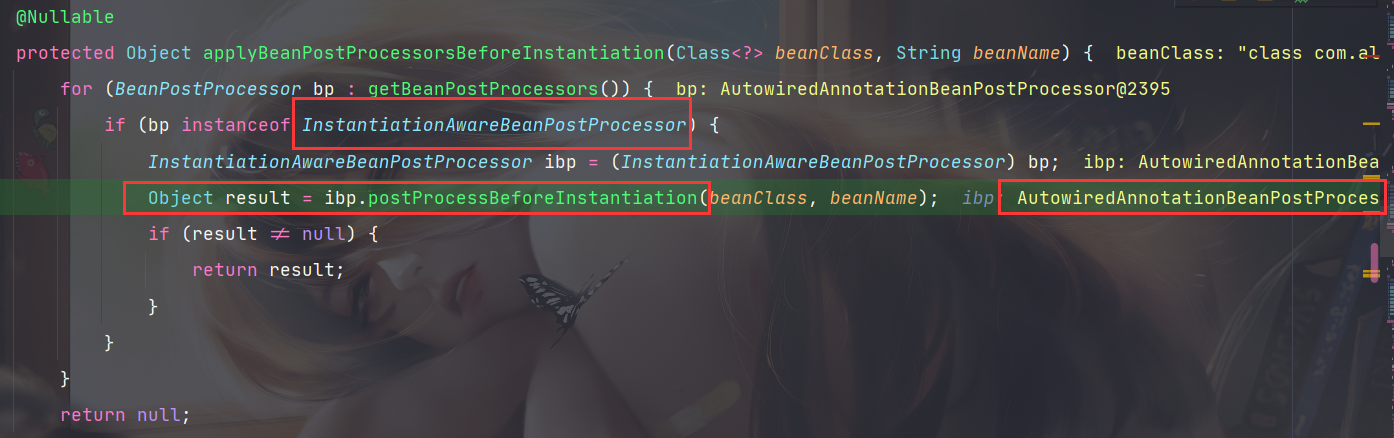 @Nullable
protected Object applyBeanPostProcessorsBeforeInstantiation(Class<?> beanClass, String beanName) {  beanClass: "class com.al
for (BeanPostProcessor bp : getBeanPostProcessors()) {  bp: AutowiredAnnotationBeanPostProcessor@2395
if (bp instanceof InstantiationAwareBeanPostProcessor) {
InstantiationAwareBeanPostProcessor ibp = (InstantiationAwareBeanPostProcessor) bp;  ibp: AutowiredAnnotationBea
Object result = ibp.postProcessBeforeInstantiation(beanClass, beanName);  ibp: AutowiredAnnotationBeanPostProces
if (result ≠ null) {
return result;
}
}
}
return null;